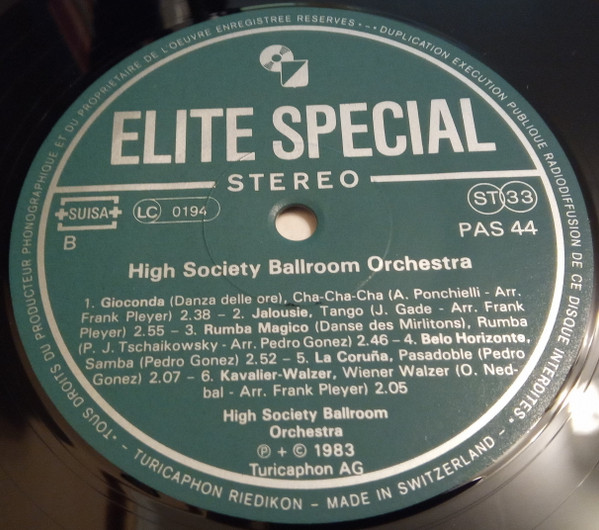 • TOUS DROITS DU PRODUCTEUR PHONOGRAPHIQUE ET DU PROPRIETAIRE DE L'OEUVRE ENREGISTREE RESERVES • - • DUPLICATION EXECUTION PUBLIQUE RADIODIFFUSION DE CE DISQUE INTERDITES •
ELITE SPECIAL
STEREO
SUISA LC 0194 ST 33
B PAS 44
High Society Ballroom Orchestra
1. Gioconda (Danza delle ore), Cha-Cha-Cha (A. Ponchielli - Arr.
Frank Pleyer) 2.38 – 2. Jalousie, Tango (J. Gade - Arr. Frank
Pleyer) 2.55 – 3. Rumba Magico (Danse des Mirlitons), Rumba
(P. J. Tschaikowsky - Arr. Pedro Gonez) 2.46 – 4. Belo Horizonte,
Samba (Pedro Gonez) 2.52 – 5. La Coruña, Pasadoble (Pedro
Gonez) 2.07 – 6. Kavalier-Walzer, Wiener Walzer (O. Ned-
bal - Arr. Frank Pleyer) 2.05
High Society Ballroom
Orchestra
℗ + © 1983
Turicaphon AG
- TURICAPHON RIEDIKON - MADE IN SWITZERLAND -